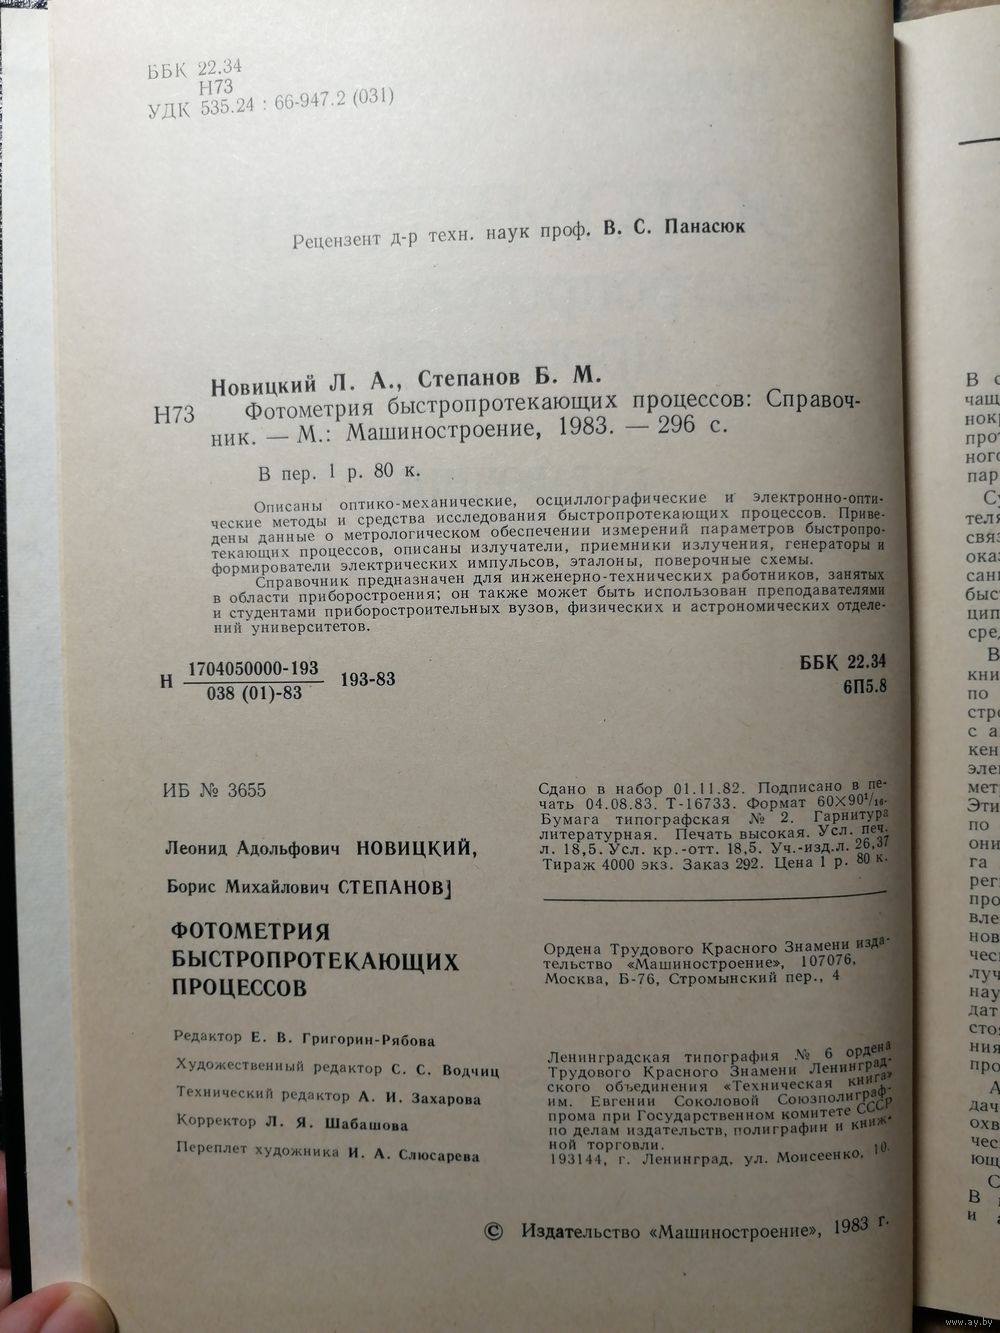 ББК 22.34
Н73
УДК 535.24 : 66-947.2 (031)
Рецензент д-р техн. наук проф. В. С. Панасюк
Новицкий Л. А., Степанов Б. М.
Н73 Фотометрия быстропротекающих процессов: Справоч-
ник. — М.: Машиностроение, 1983. — 296 с.
В пер. 1 р. 80 к.
Описаны оптико-механические, осциллографические и электронно-опти-
ческие методы и средства исследования быстропротекающих процессов. Приве-
дены данные о метрологическом обеспечении измерений параметров быстропро-
текающих процессов, описаны излучатели, приемники излучения, генераторы и
формирователи электрических импульсов, эталоны, поверочные схемы.
Справочник предназначен для инженерно-технических работников, занятых
в области приборостроения; он также может быть использован преподавателями
и студентами приборостроительных вузов, физических и астрономических отделе-
ний университетов.
Н 1704050000-193
038 (01)-83
193-83
ББК 22.34
6П5.8
ИБ № 3655
Леонид Адольфович НОВИЦКИЙ,
Борис Михайлович СТЕПАНОВ]
ФОТОМЕТРИЯ
БЫСТРОПРОТЕКАЮЩИХ
ПРОЦЕССОВ
Редактор Е. В. Григорин-Рябова
Художественный редактор С. С. Водчиц
Технический редактор А. И. Захарова
Корректор Л. Я. Шабашова
Переплет художника И. А. Слюсарева
Сдано в набор 01.11.82. Подписано в пе-
чать 04.08.83. Т-16733. Формат 60×90¹/₁₆.
Бумага типографская № 2. Гарнитура
литературная. Печать высокая. Усл. печ.
л. 18,5. Усл. кр.-отт. 18,5. Уч.-изд.л. 26,37
Тираж 4000 экз. Заказ 292. Цена 1 р. 80 к.
Ордена Трудового Красного Знамени изда-
тельство «Машиностроение», 107076,
Москва, Б-76, Стромынский пер., 4
Ленинградская типография № 6 ордена
Трудового Красного Знамени Ленинград-
ского объединения «Техническая книга»
им. Евгении Соколовой Союзполиграф-
прома при Государственном комитете СССР
по делам издательств, полиграфии и книж-
ной торговли.
193144, г. Ленинград, ул. Моисеенко, 10.
© Издательство «Машиностроение», 1983 г.
www.ay.by